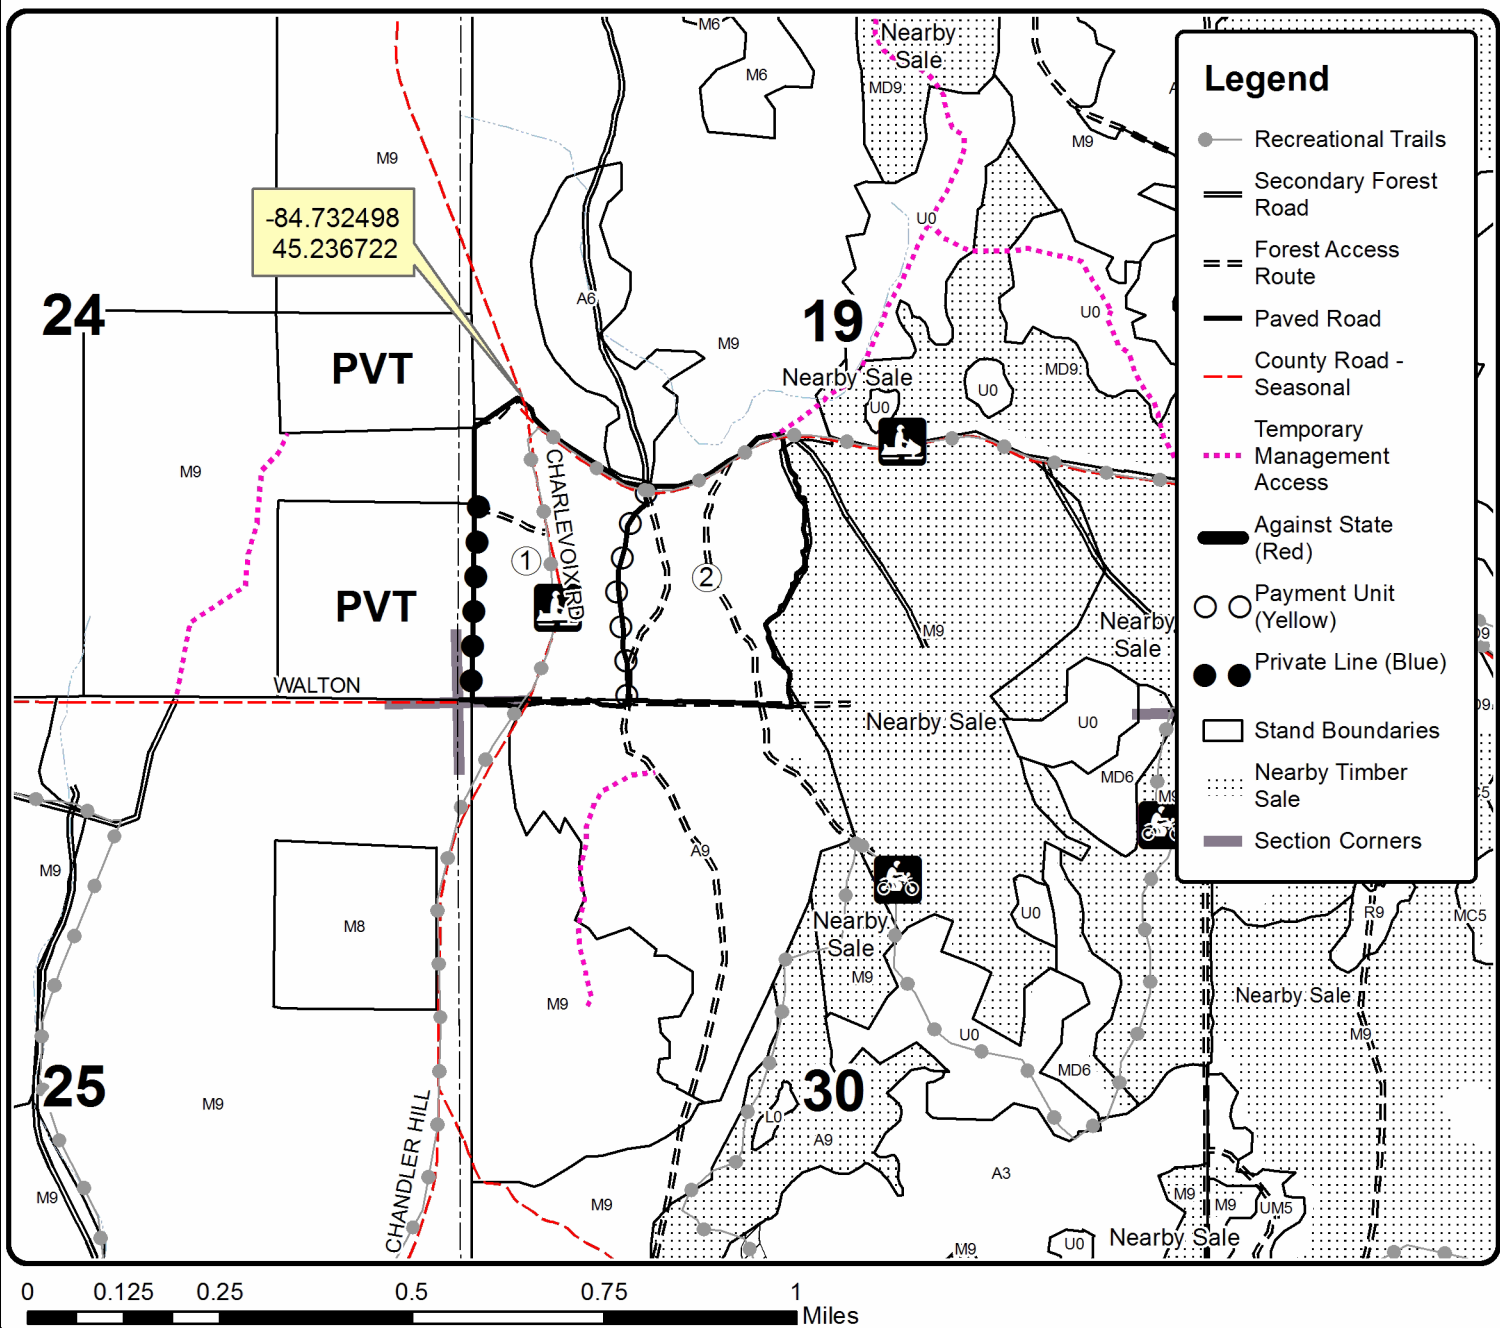 M6
Nearby
Sale
M6
MD9
M9
M9
-84.732498
45.236722
U0
24
A6
19
U0
M9
PVT
Nearby Sale
MD9
U0
U0
M9
CHARLEVOIX RD
1
2
PVT
M9
Nearby
Sale
WALTON
Nearby Sale
U0
MD6
M9
A9
M9
M8
Nearby
Sale
U0
R9
MC5
M9
M9
Nearby Sale
U0
M9
MD6
25
30
M9
L0
A9
CHANDLER HILL
A3
M9
M9
M9
M9
UM5
Nearby Sale
U0
M9
Legend
Recreational Trails
Secondary Forest
Road
Forest Access
Route
Paved Road
County Road -
Seasonal
Temporary
Management
Access
Against State
(Red)
Payment Unit
(Yellow)
Private Line (Blue)
Stand Boundaries
Nearby Timber
Sale
Section Corners
0 0.125 0.25 0.5 0.75 1
Miles